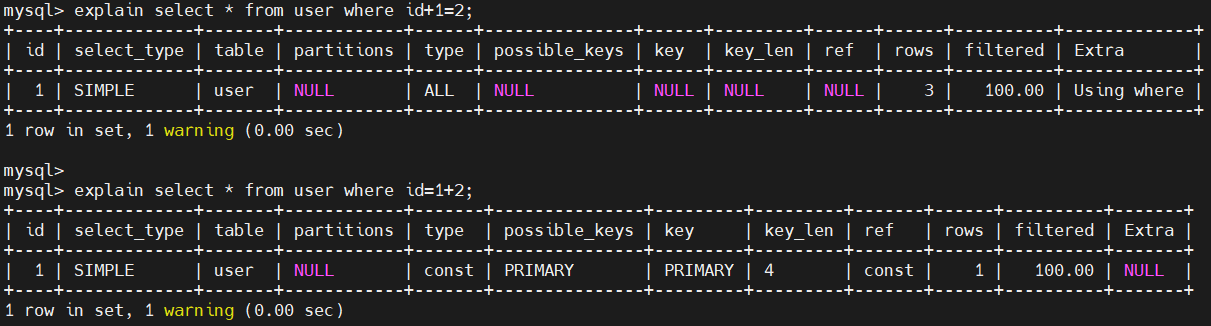 mysql> explain select * from user where id+1=2;
+----+-------------+-------+------------+------+---------------+------+---------+------+------+----------+-------------+
| id | select_type | table | partitions | type | possible_keys | key | key_len | ref | rows | filtered | Extra |
+----+-------------+-------+------------+------+---------------+------+---------+------+------+----------+-------------+
| 1 | SIMPLE | user | NULL | ALL | NULL | NULL | NULL | NULL | 3 | 100.00 | Using where |
+----+-------------+-------+------------+------+---------------+------+---------+------+------+----------+-------------+
1 row in set, 1 warning (0.00 sec)
mysql>
mysql> explain select * from user where id=1+2;
+----+-------------+-------+------------+-------+---------------+---------+---------+-------+------+----------+-------+
| id | select_type | table | partitions | type | possible_keys | key | key_len | ref | rows | filtered | Extra |
+----+-------------+-------+------------+-------+---------------+---------+---------+-------+------+----------+-------+
| 1 | SIMPLE | user | NULL | const | PRIMARY | PRIMARY | 4 | const | 1 | 100.00 | NULL |
+----+-------------+-------+------------+-------+---------------+---------+---------+-------+------+----------+-------+
1 row in set, 1 warning (0.00 sec)